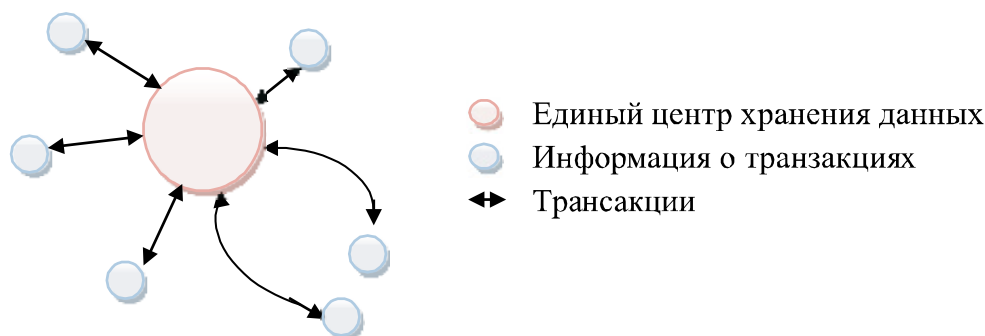 Единый центр хранения данных
Информация о транзакциях
Трансакции